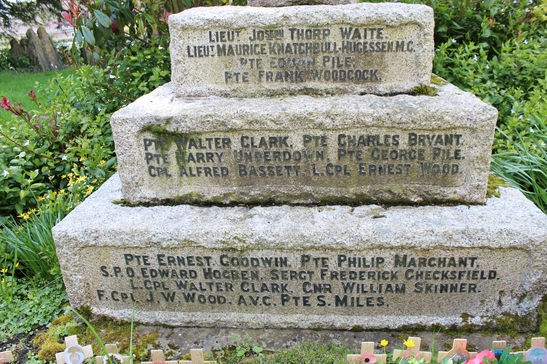 LIEUT JOSEPH THORP WAITE.
LIEUT MAURICE KNATCHBULL-HUGESSEN.M.C.
PTE EDWIN PILE.
PTE FRANK WOODCOCK.
PTE WALTER CLARK. PTE CHARLES BRYANT.
PTE HARRY UNDERDOWN. PTE GEORGE PILE.
CPL ALFRED BASSETT. L.CPL ERNEST WOOD.
PTE ERNEST GOODWIN. PTE PHILIP MARCHANT.
S.P.O. EDWARD HOGBEN. SERGT FREDERICK CHECKSFIELD.
L.CPL WALTER CLARK. GNR WILLIAM SKINNER.
F.CPL J.W. WOOD. A.V.C. PTE S. MILES.